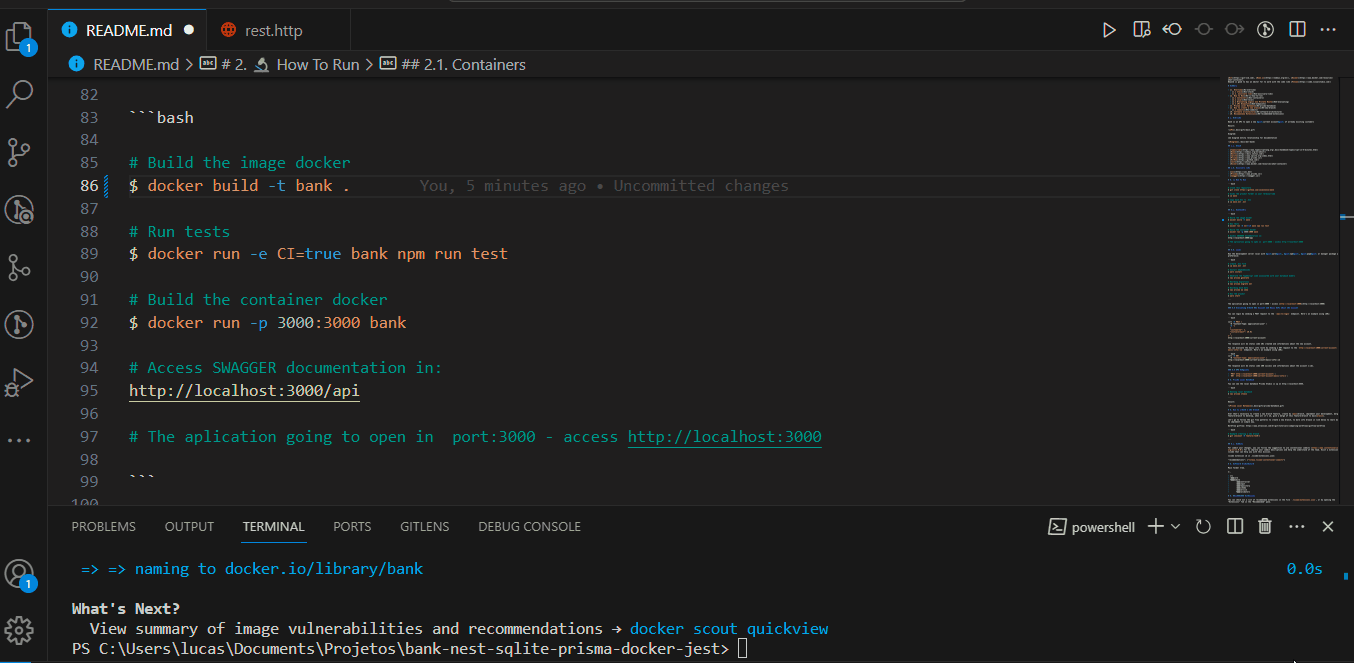 1
README.md
rest.http
README.md > # 2. How To Run > ## 2.1. Containers
82
83 ```bash
84
85 # Build the image docker
86 $ docker build -t bank . You, 5 minutes ago • Uncommitted changes
87
88 # Run tests
89 $ docker run -e CI=true bank npm run test
90
91 # Build the container docker
92 $ docker run -p 3000:3000 bank
93
94 # Access SWAGGER documentation in:
95 http://localhost:3000/api
96
97 # The aplication going to open in  port:3000 - access http://localhost:3000
98
99 ```
100
PROBLEMS OUTPUT TERMINAL PORTS GITLENS DEBUG CONSOLE powershell
=> => naming to docker.io/library/bank 0.0s
1
What's Next?
View summary of image vulnerabilities and recommendations → docker scout quickview
PS C:\Users\lucas\Documents\Projetos\bank-nest-sqlite-prisma-docker-jest>